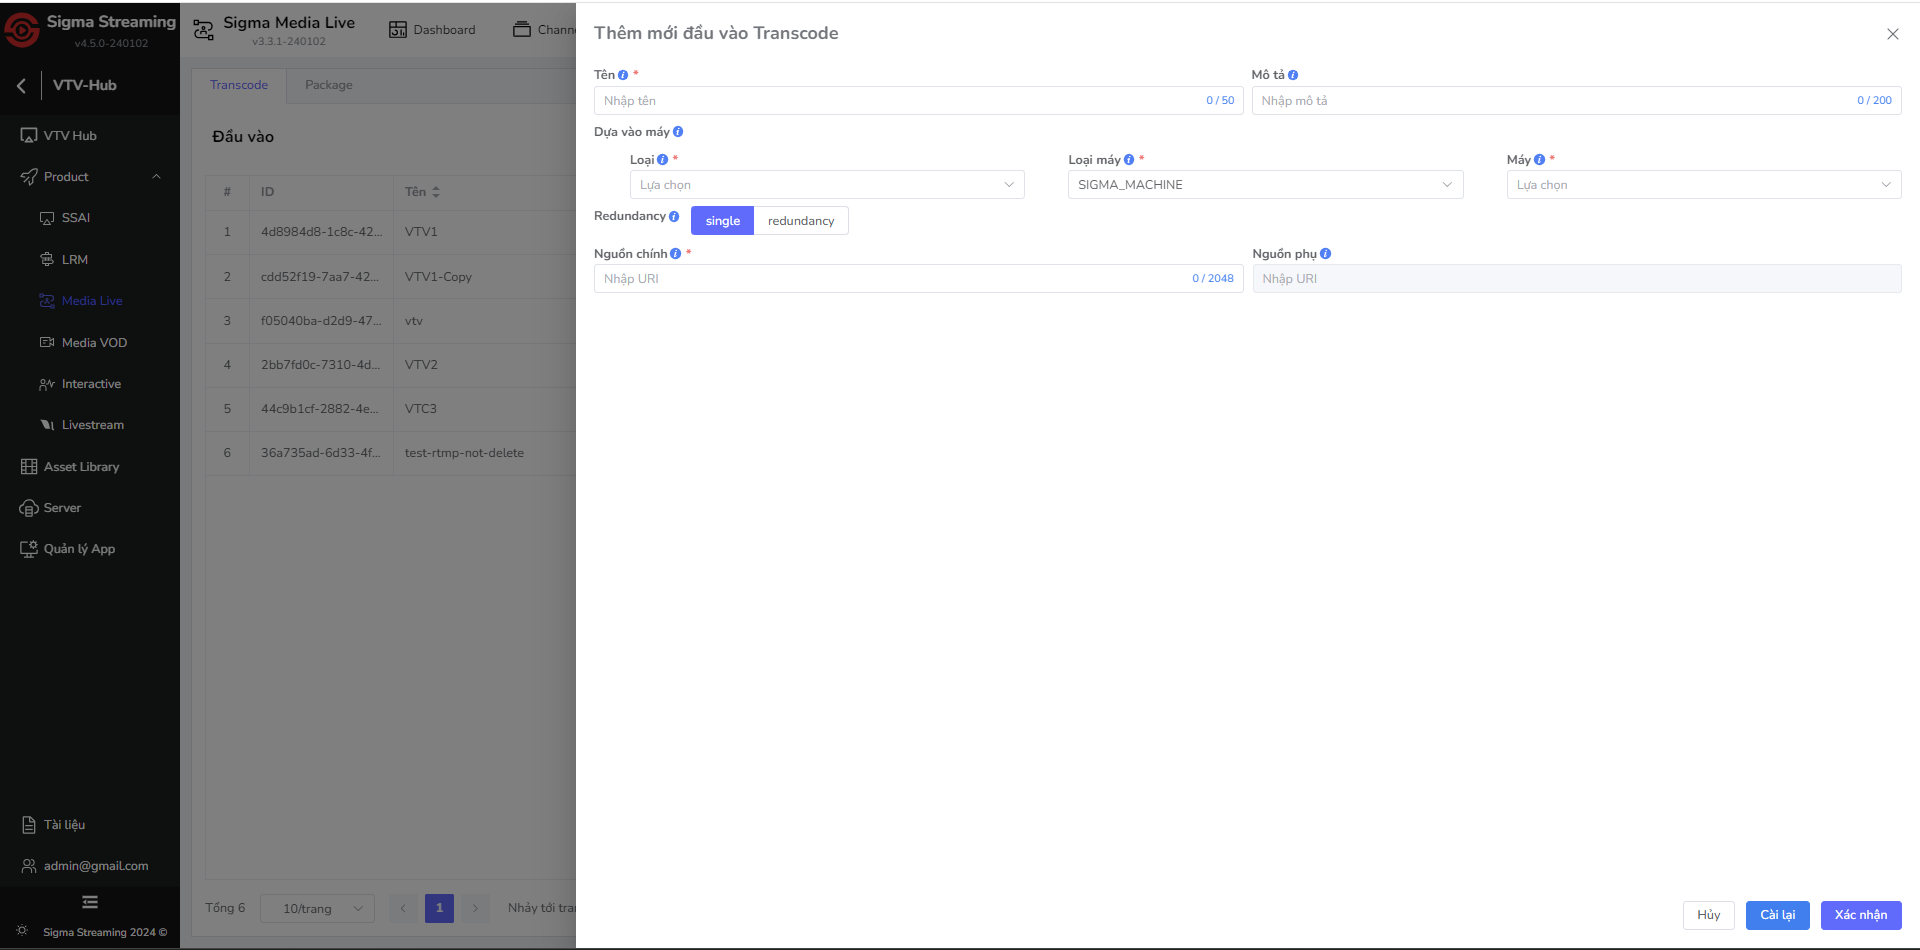 Sigma Streaming
v4.5.0-240102
VTV-Hub
VTV Hub
Product
SSAI
LRM
Media Live
Media VOD
Interactive
Livestream
Asset Library
Server
Quản lý App
Tài liệu
admin@gmail.com
Sigma Streaming 2024 ©
Sigma Media Live
v3.3.1-240102
Dashboard
Transcode
Package
Đầu vào
# ID Tên
1 4d8984d8-1c8c-42... VTV1
2 cdd52f19-7aa7-42... VTV1-Copy
3 f05040ba-d2d9-47... vtv
4 2bb7fd0c-7310-4d... VTV2
5 44c9b1cf-2882-4e... VTC3
6 36a735ad-6d33-4f... test-rtmp-not-delete
Tổng 6 10/trang 1 Nhảy tới
Thêm mới đầu vào Transcode
Tên *
Nhập tên 0 / 50
Mô tả
Nhập mô tả 0 / 200
Dựa vào máy
Loại *
Lựa chọn
Loại máy *
SIGMA_MACHINE
Máy *
Lựa chọn
Redundancy single redundancy
Nguồn chính *
Nhập URI 0 / 2048
Nguồn phụ
Nhập URI
Hủy Cài lại Xác nhận